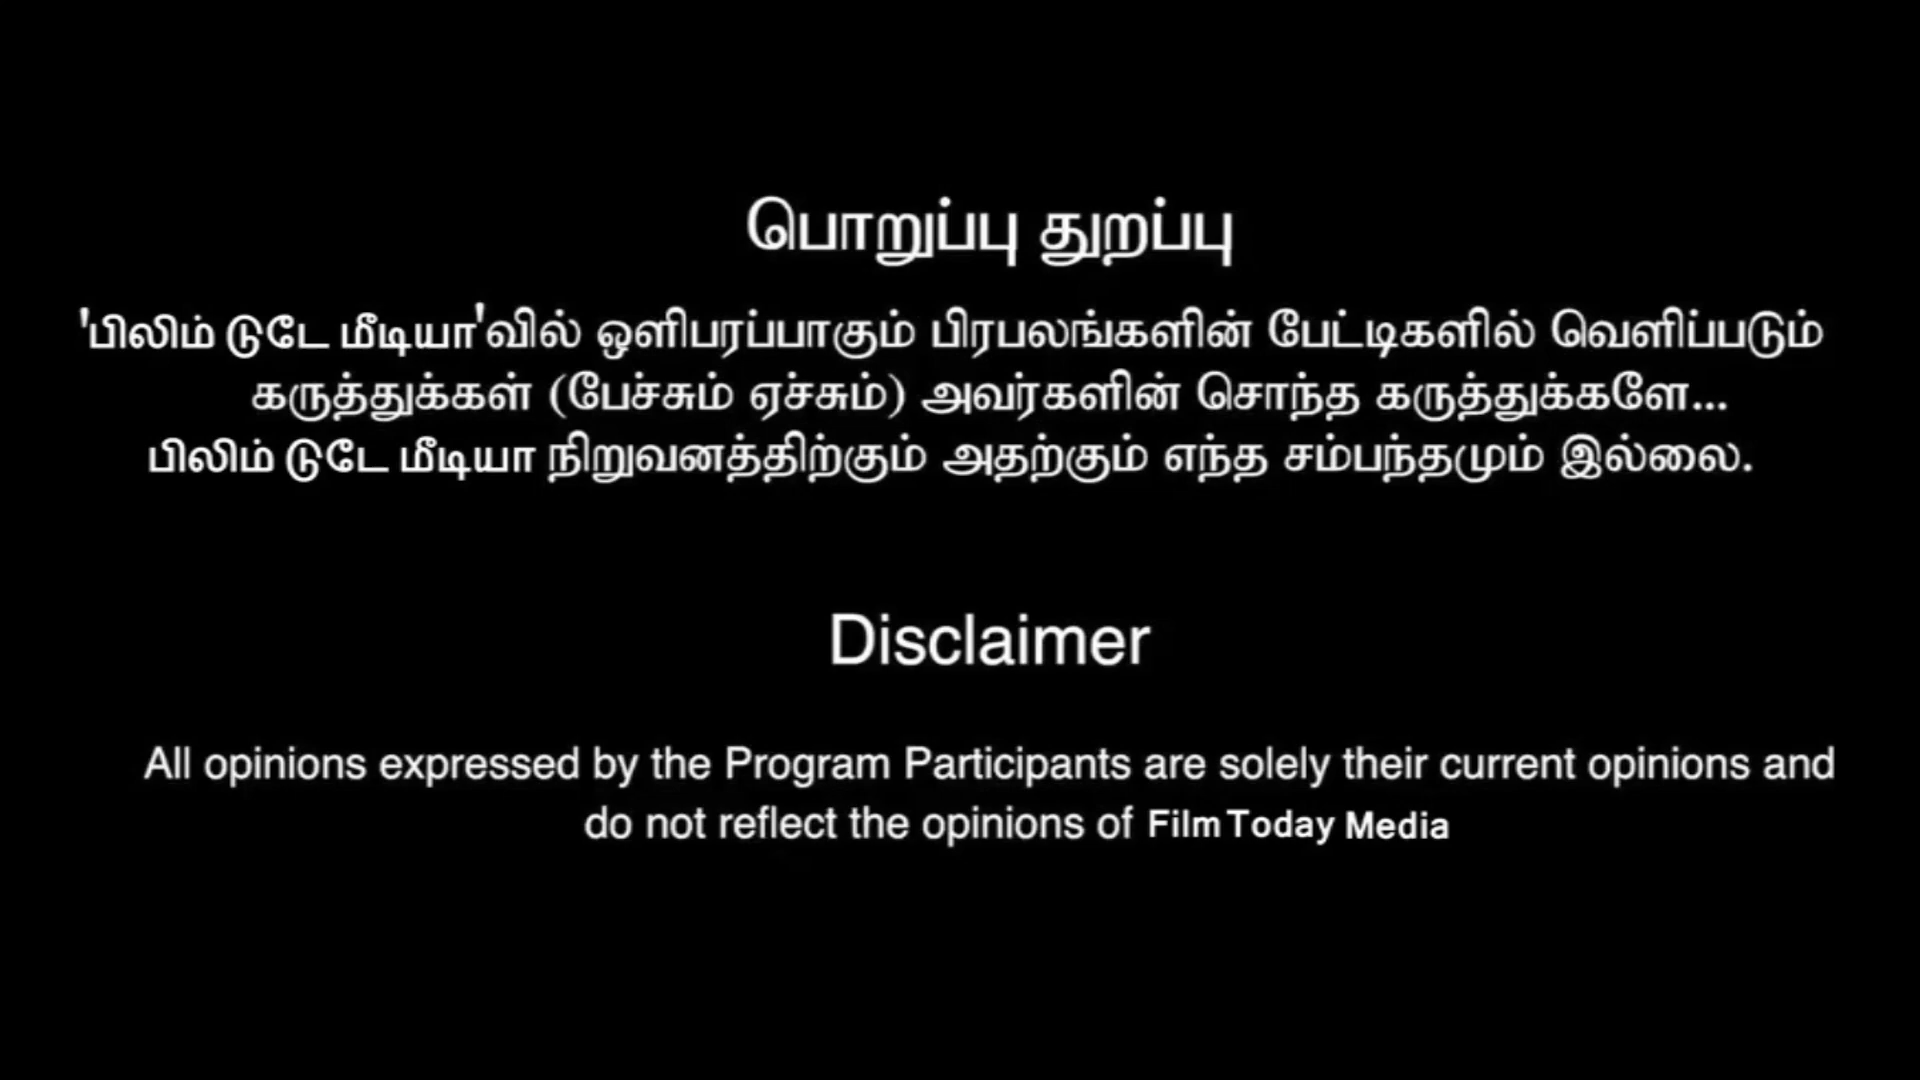 பொறுப்பு துறப்பு
'பிலிம் டுடே மீடியா'வில் ஒளிபரப்பாகும் பிரபலங்களின் பேட்டிகளில் வெளிப்படும்
கருத்துக்கள் (பேச்சும் ஏச்சும்) அவர்களின் சொந்த கருத்துக்களே...
பிலிம் டுடே மீடியா நிறுவனத்திற்கும் அதற்கும் எந்த சம்பந்தமும் இல்லை.
Disclaimer
All opinions expressed by the Program Participants are solely their current opinions and
do not reflect the opinions of Film Today Media